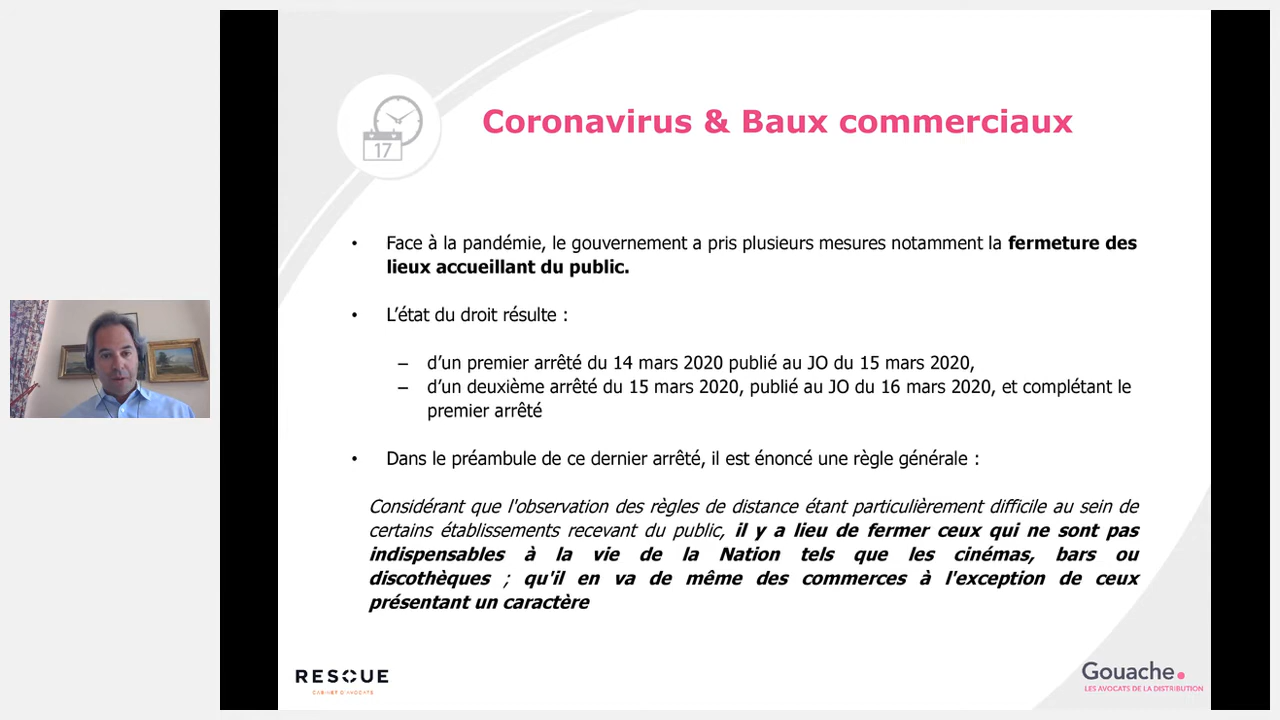 17
Coronavirus & Baux commerciaux
• Face à la pandémie, le gouvernement a pris plusieurs mesures notamment la fermeture des
lieux accueillant du public.
• L’état du droit résulte :
– d’un premier arrêté du 14 mars 2020 publié au JO du 15 mars 2020,
– d’un deuxième arrêté du 15 mars 2020, publié au JO du 16 mars 2020, et complétant le
premier arrêté
• Dans le préambule de ce dernier arrêté, il est énoncé une règle générale :
Considérant que l'observation des règles de distance étant particulièrement difficile au sein de
certains établissements recevant du public, il y a lieu de fermer ceux qui ne sont pas
indispensables à la vie de la Nation tels que les cinémas, bars ou
discothèques ; qu'il en va de même des commerces à l'exception de ceux
présentant un caractère
RESCUE
CABINET D'AVOCATS
Gouache.
LES AVOCATS DE LA DISTRIBUTION